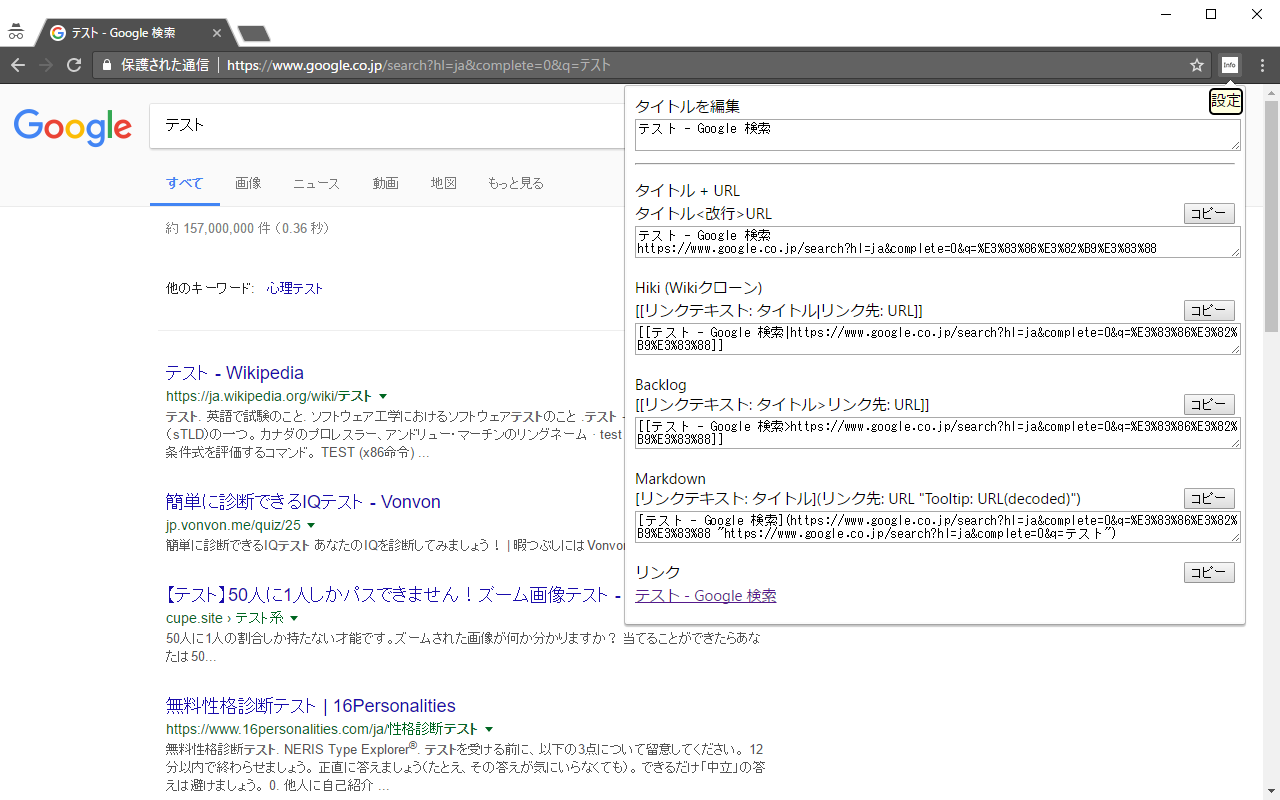 テスト - Google 検索
保護された通信 | https://www.google.co.jp/search?hl=ja&complete=0&q=テスト
Info
Google
テスト
すべて 画像 ニュース 動画 地図 もっと見る
約 157,000,000 件 (0.36 秒)
他のキーワード: 心理テスト
テスト - Wikipedia
https://ja.wikipedia.org/wiki/テスト
テスト. 英語で試験のこと. ソフトウェア工学におけるソフトウェアテストのこと .テスト -
(sTLD)の一つ。カナダのプロレスラー、アンドリュー・マーチンのリングネーム · test
条件式を評価するコマンド。TEST (x86命令) ...
簡単に診断できるIQテスト - Vonvon
jp.vonvon.me/quiz/25
簡単に診断できるIQテスト あなたのIQを診断してみましょう！ | 暇つぶしには Vonvon
【テスト】50人に1人しかパスできません！ズーム画像テスト -
cupe.site › テスト系
50人に1人の割合しか持たない才能です。ズームされた画像が何か分かりますか？ 当てることができたらあな
たは50...
無料性格診断テスト | 16Personalities
https://www.16personalities.com/ja/性格診断テスト
無料性格診断テスト. NERIS Type Explorer®. テストを受ける前に、以下の3点について留意してください。 12
分以内で終わらせましょう。 正直に答えましょう(たとえ、その答えが気にいらなくても)。 できるだけ「中立」の答
えは避けましょう。 0. 他人に自己紹介 ...
設定
タイトルを編集
テスト - Google 検索
タイトル + URL
タイトル<改行>URL
コピー
テスト - Google 検索
https://www.google.co.jp/search?hl=ja&complete=0&q=%E3%83%86%E3%82%B9%E3%83%88
Hiki (Wikiクローン)
[[リンクテキスト: タイトル|リンク先: URL]]
コピー
[[テスト - Google 検索|https://www.google.co.jp/search?hl=ja&complete=0&q=%E3%83%86%E3%82%
B9%E3%83%88]]
Backlog
[[リンクテキスト: タイトル>リンク先: URL]]
コピー
[[テスト - Google 検索>https://www.google.co.jp/search?hl=ja&complete=0&q=%E3%83%86%E3%82%
B9%E3%83%88]]
Markdown
[リンクテキスト: タイトル](リンク先: URL "Tooltip: URL(decoded)")
コピー
[テスト - Google 検索](https://www.google.co.jp/search?hl=ja&complete=0&q=%E3%83%86%E3%82%
B9%E3%83%88 "https://www.google.co.jp/search?hl=ja&complete=0&q=テスト")
リンク
コピー
テスト - Google 検索